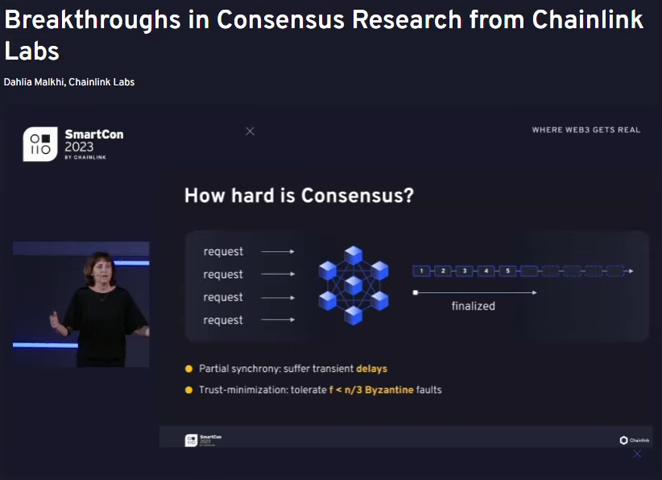 Breakthroughs in Consensus Research from Chainlink
Labs
Dahlia Malkhi, Chainlink Labs
SmartCon
2023
BY CHAINLINK
WHERE WEB3 GETS REAL
How hard is Consensus?
request
request
request
request
1 2 3 4 5
finalized
Partial synchrony: suffer transient delays
Trust-minimization: tolerate f < n/3 Byzantine faults
SmartCon
2023
Chainlink